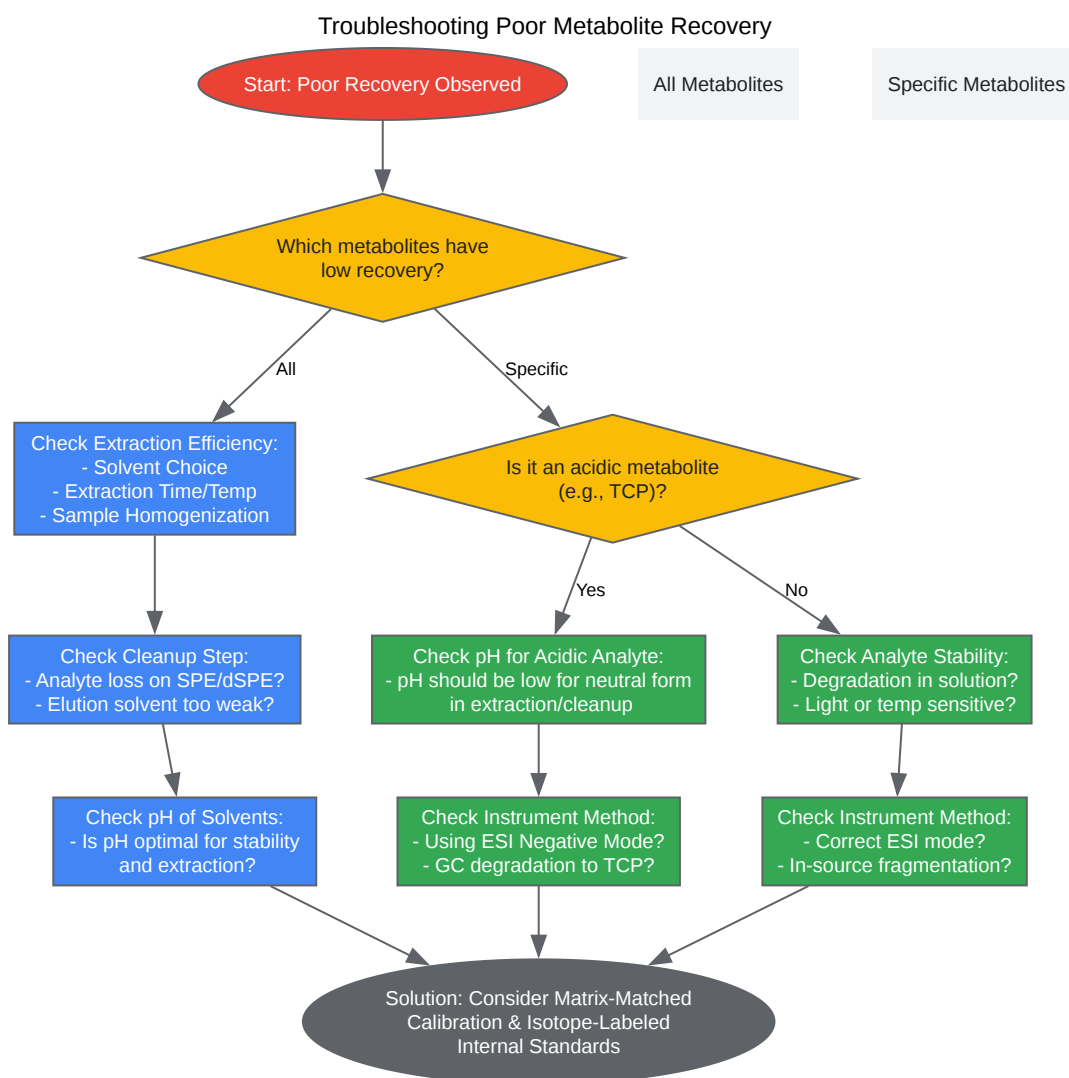 Troubleshooting Poor Metabolite Recovery
Start: Poor Recovery Observed
All Metabolites
Specific Metabolites
Which metabolites have
low recovery?
All
Specific
Check Extraction Efficiency:
- Solvent Choice
- Extraction Time/Temp
- Sample Homogenization
Is it an acidic metabolite
(e.g., TCP)?
Yes
No
Check Cleanup Step:
- Analyte loss on SPE/dSPE?
- Elution solvent too weak?
Check pH for Acidic Analyte:
- pH should be low for neutral form
in extraction/cleanup
Check Analyte Stability:
- Degradation in solution?
- Light or temp sensitive?
Check pH of Solvents:
- Is pH optimal for stability
and extraction?
Check Instrument Method:
- Using ESI Negative Mode?
- GC degradation to TCP?
Check Instrument Method:
- Correct ESI mode?
- In-source fragmentation?
Solution: Consider Matrix-Matched
Calibration & Isotope-Labeled
Internal Standards